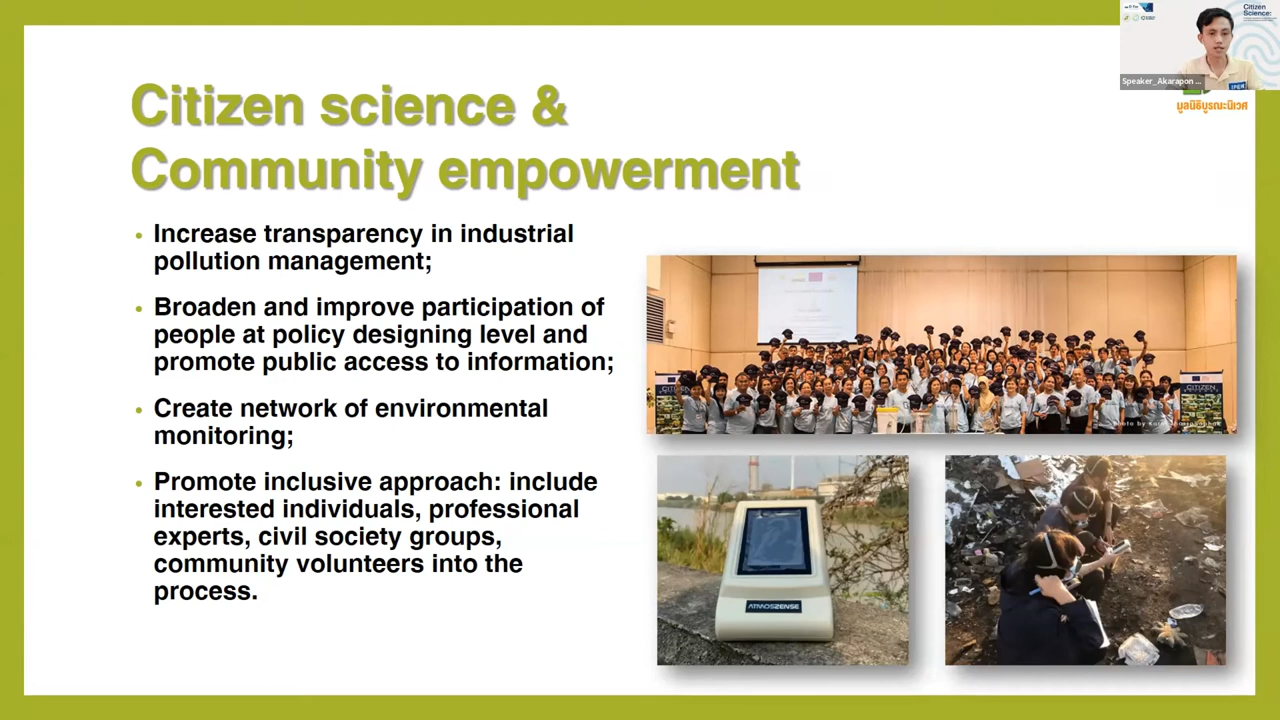 Citizen
Science:
Speaker_Akarapon ...
มูลนิธิบูรณะนิเวศ
Citizen science &
Community empowerment
• Increase transparency in industrial
pollution management;
• Broaden and improve participation of
people at policy designing level and
promote public access to information;
• Create network of environmental
monitoring;
• Promote inclusive approach: include
interested individuals, professional
experts, civil society groups,
community volunteers into the
process.
CITIZEN
ATMOSZENSE